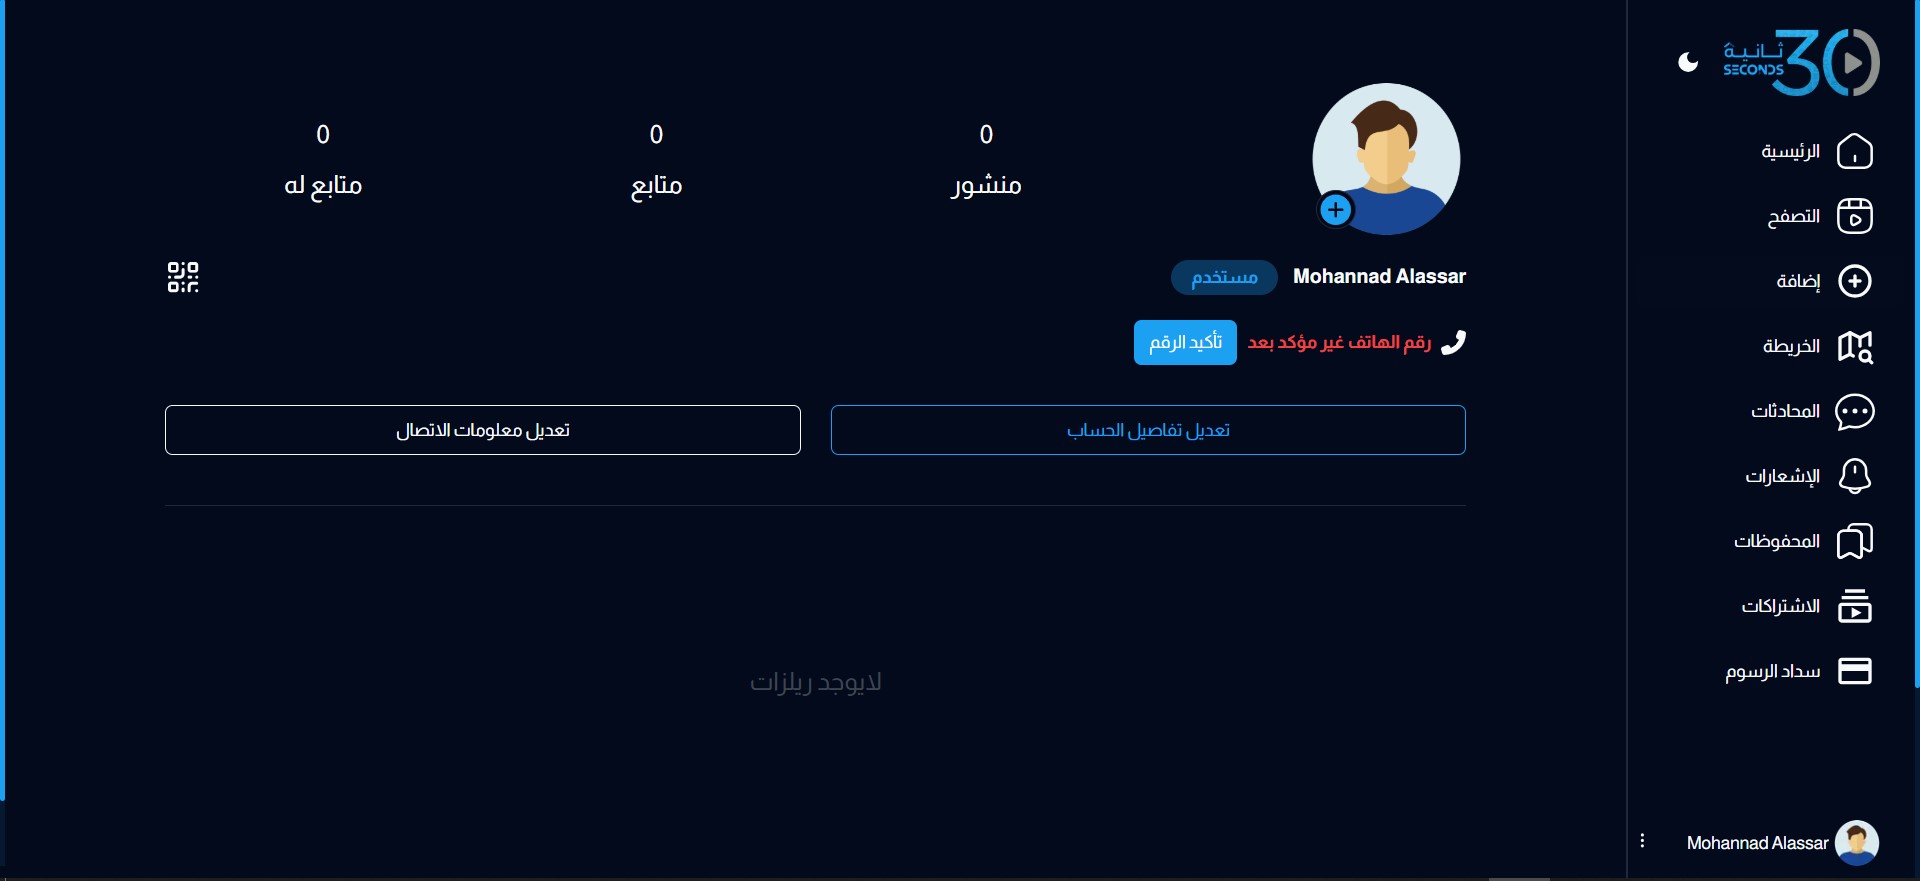 30 ثانية
SECONDS
الرئيسية
التصفح
إضافة
الخريطة
المحادثات
الإشعارات
المحفوظات
الاشتراكات
سداد الرسوم
Mohannad Alassar
0
منشور
0
متابع
0
متابع له
Mohannad Alassar
مستخدم
رقم الهاتف غير مؤكد بعد
تأكيد الرقم
تعديل تفاصيل الحساب
تعديل معلومات الاتصال
لايوجد ريلزات